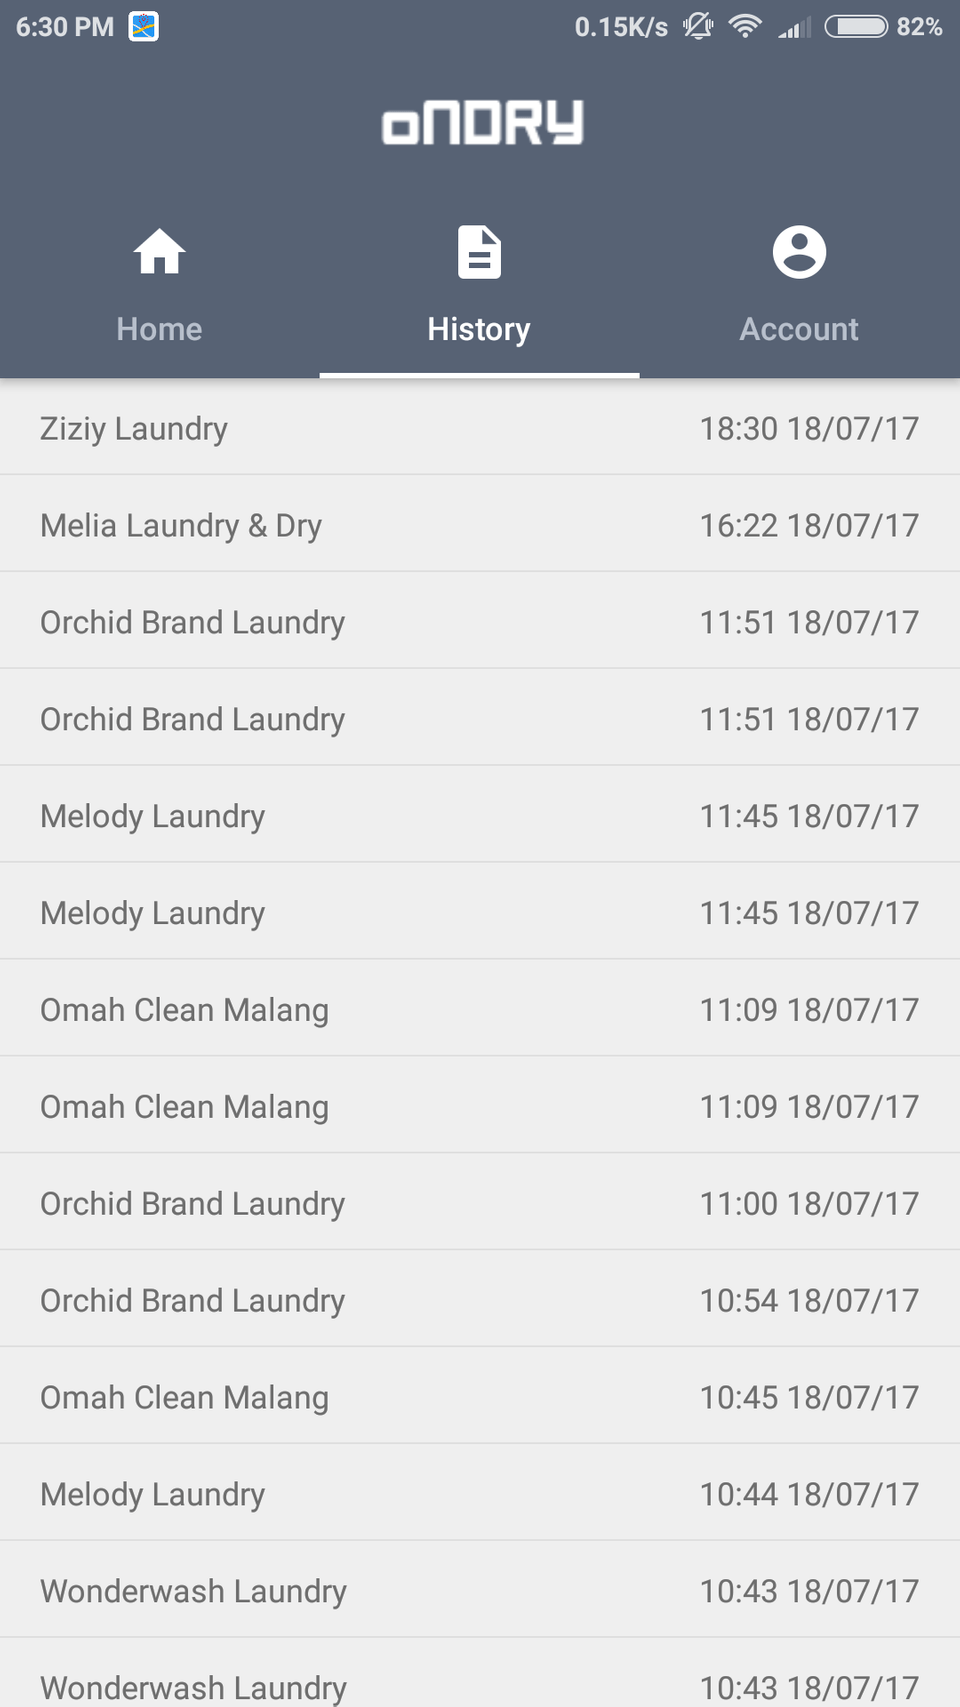 6:30 PM 0.15K/s 82%
oNDRY
Home History Account
Ziziy Laundry 18:30 18/07/17
Melia Laundry & Dry 16:22 18/07/17
Orchid Brand Laundry 11:51 18/07/17
Orchid Brand Laundry 11:51 18/07/17
Melody Laundry 11:45 18/07/17
Melody Laundry 11:45 18/07/17
Omah Clean Malang 11:09 18/07/17
Omah Clean Malang 11:09 18/07/17
Orchid Brand Laundry 11:00 18/07/17
Orchid Brand Laundry 10:54 18/07/17
Omah Clean Malang 10:45 18/07/17
Melody Laundry 10:44 18/07/17
Wonderwash Laundry 10:43 18/07/17
Wonderwash Laundry 10:43 18/07/17